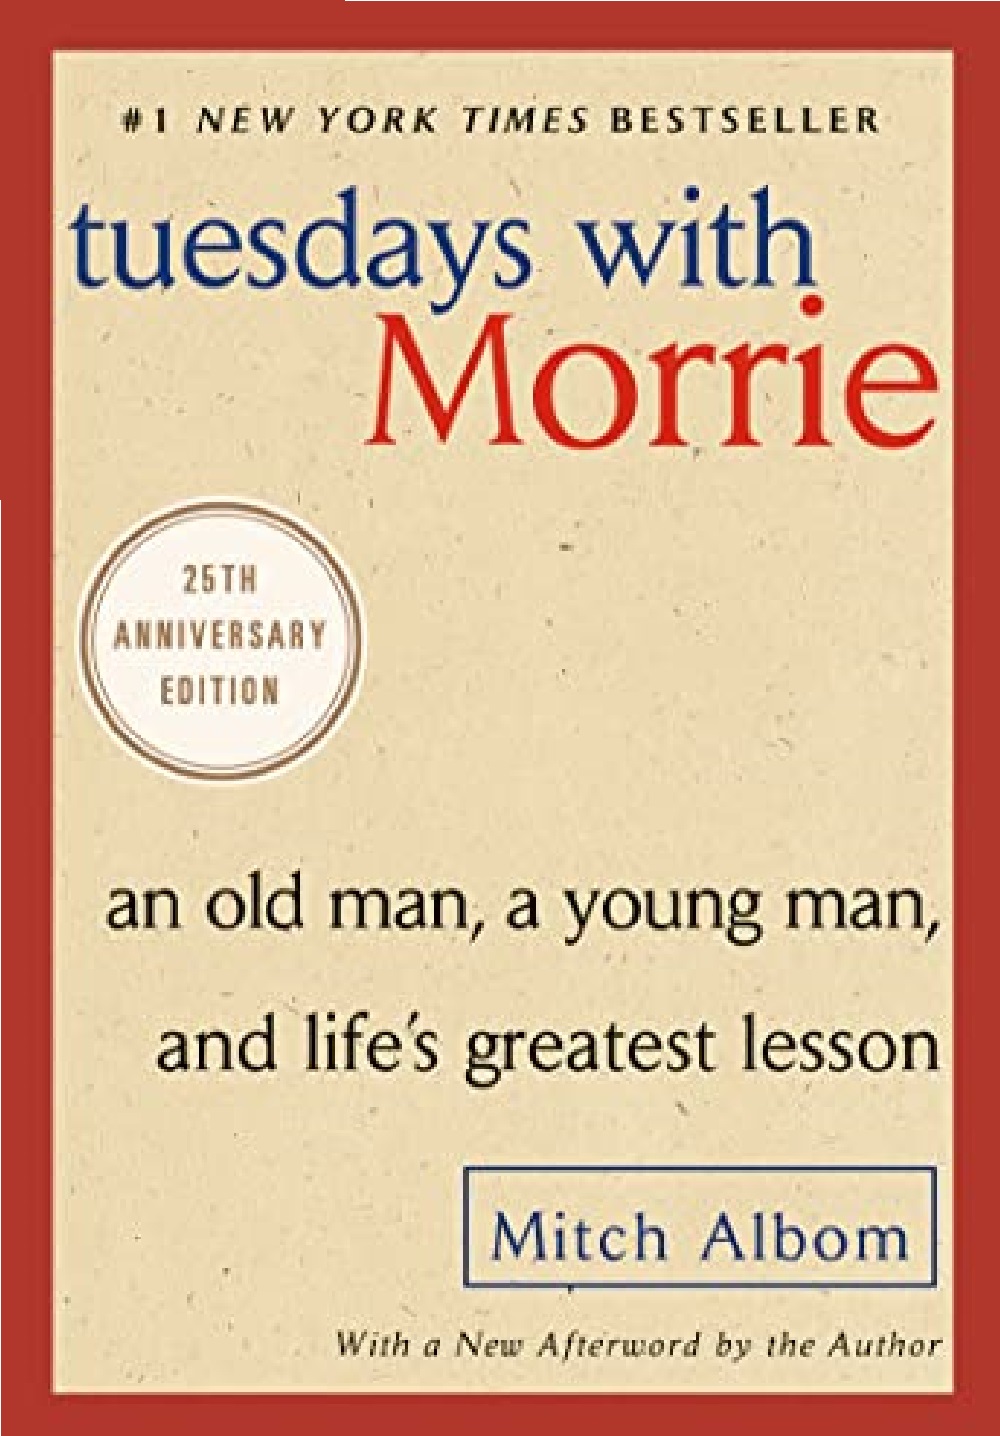 #1 NEW YORK TIMES BESTSELLER
tuesdays with
Morrie
25TH
ANNIVERSARY
EDITION
an old man, a young man,
and life's greatest lesson
Mitch Albom
With a New Afterword by the Author